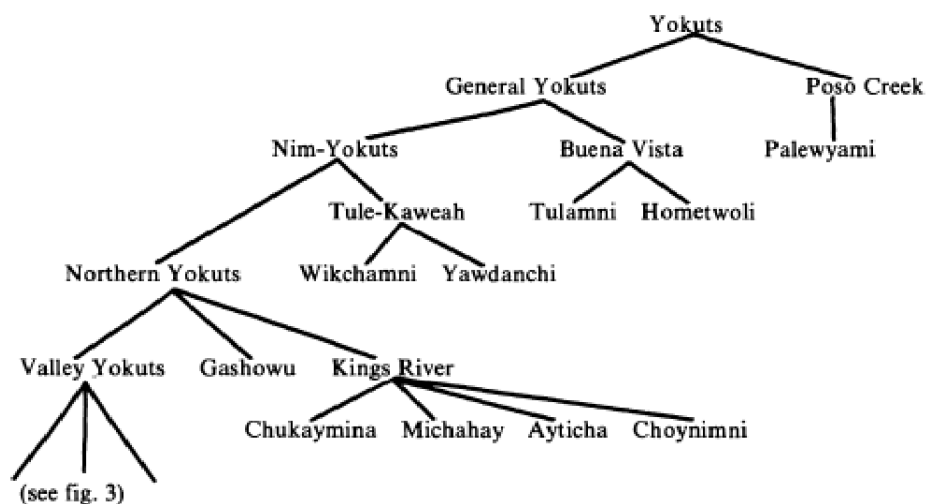 Yokuts
General Yokuts Poso Creek
Nim-Yokuts Buena Vista Palewyami
Tule-Kaweah Tulamni Hometwoli
Northern Yokuts Wikchamni Yawdanchi
Valley Yokuts Gashowu Kings River
Chukaymina Michahay Ayticha Choynimni
(see fig. 3)